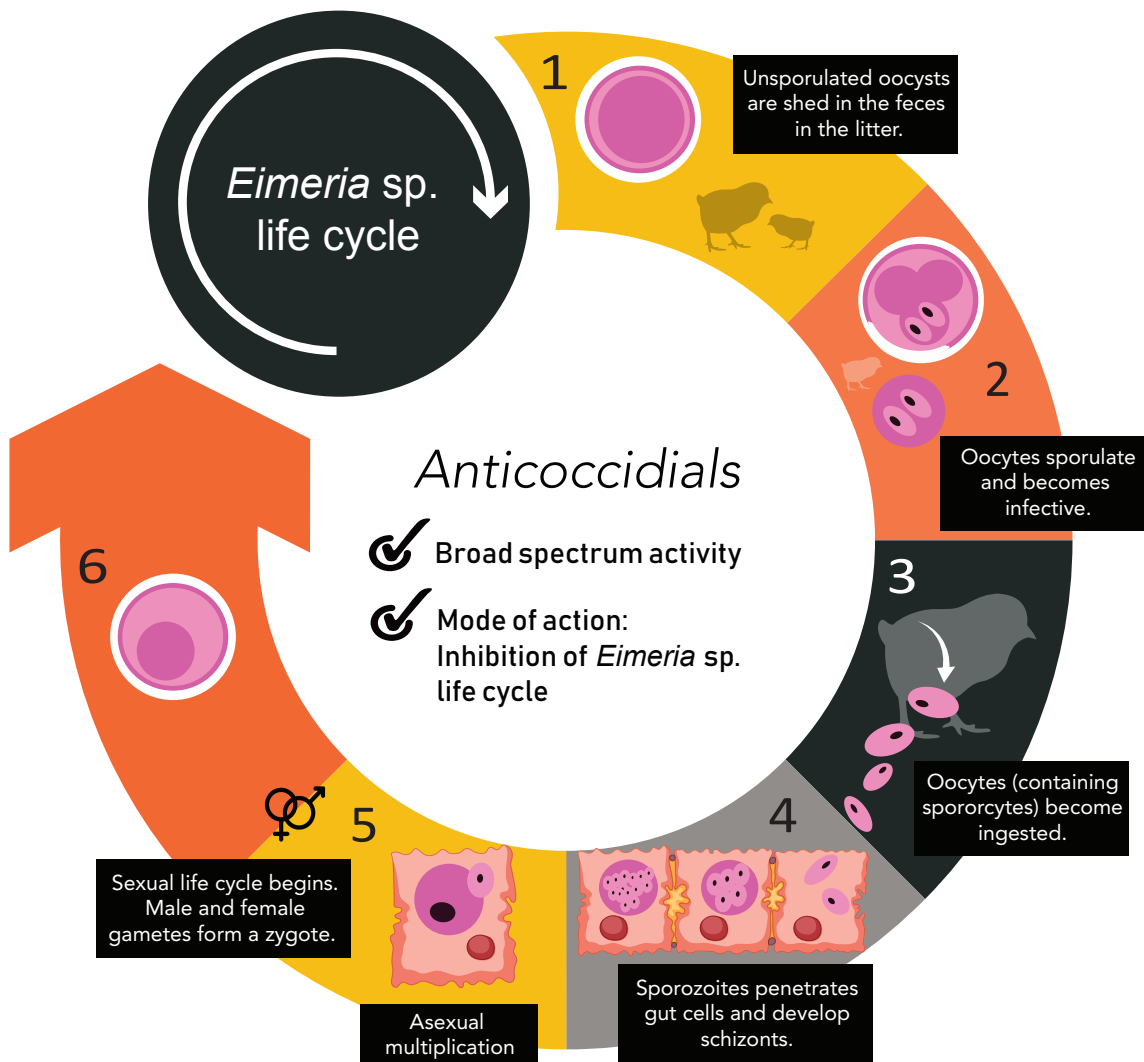 Eimeria sp.
life cycle
1
Unsporulated oocysts
are shed in the feces
in the litter.
2
Oocytes sporulate
and becomes
infective.
3
Oocytes (containing
spororcytes) become
ingested.
4
Sporozoites penetrates
gut cells and develop
schizonts.
5
Asexual
multiplication
Sexual life cycle begins.
Male and female
gametes form a zygote.
6
Anticoccidials
Broad spectrum activity
Mode of action:
Inhibition of Eimeria sp.
life cycle